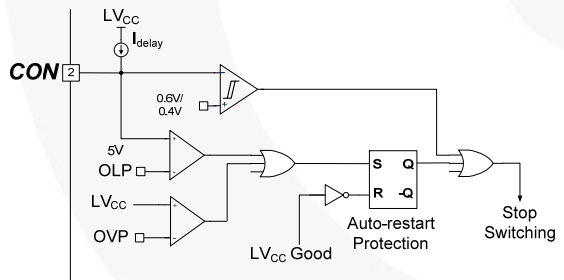 LVCC
Idelay
CON 2
0.6V/
0.4V
- +
5V
OLP
+ -
LVCC
OVP
+ -
S Q
R -Q
LVCC Good
Auto-restart
Protection
Stop
Switching